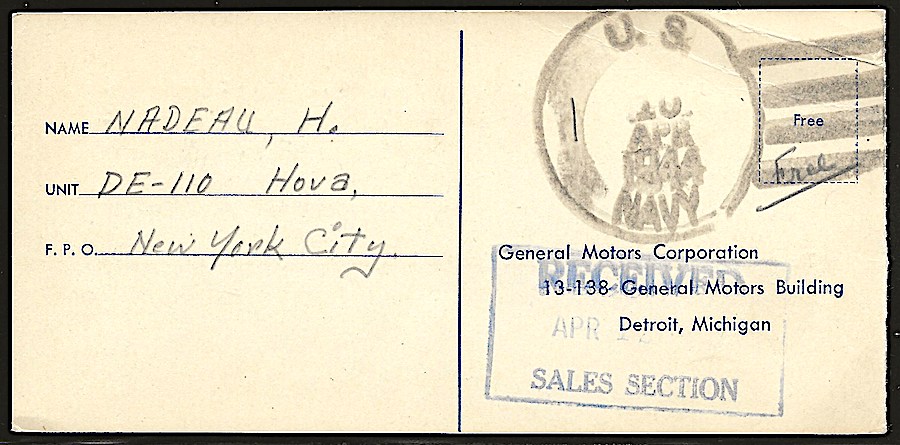 NAME NADEAU, H.
UNIT DE-110 Hova,
F. P. O. New York City.
U. S.
APR
1944
NAVY
Free
Free
General Motors Corporation
13-138 General Motors Building
Detroit, Michigan
RECEIVED
APR
SALES SECTION